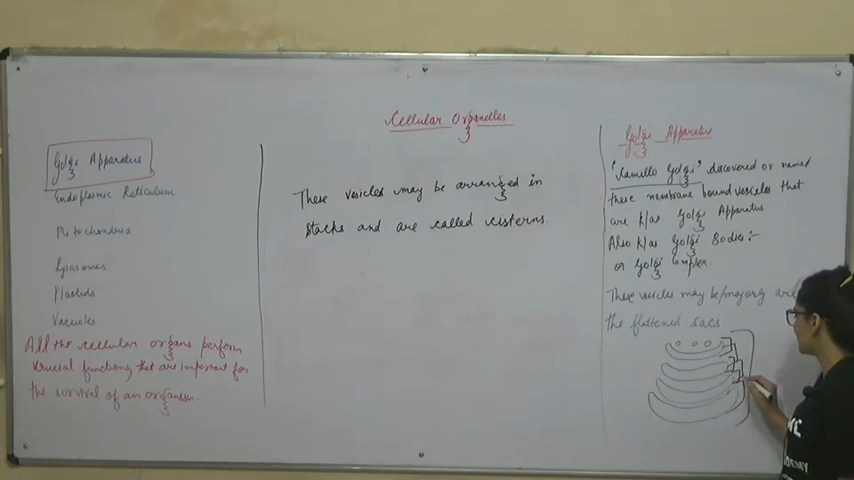 Cellular Organelles
Golgi Apparatus
Endoplasmic Reticulum
Mitochondria
Lysosomes
Plastids
Vacuoles
All the cellular organs perform
crucial functions, that are important for
the survival of an organism.
These vesicles may be arranged in
stacks and are called cisterns.
Golgi Apparatus
"Camillo Golgi" discovered or named
these membrane bound vesicles that
are k/as Golgi Apparatus
Also k/as Golgi Bodies:-
or Golgi Complex.
These vesicles may be/majorly are
the flattened sacs.